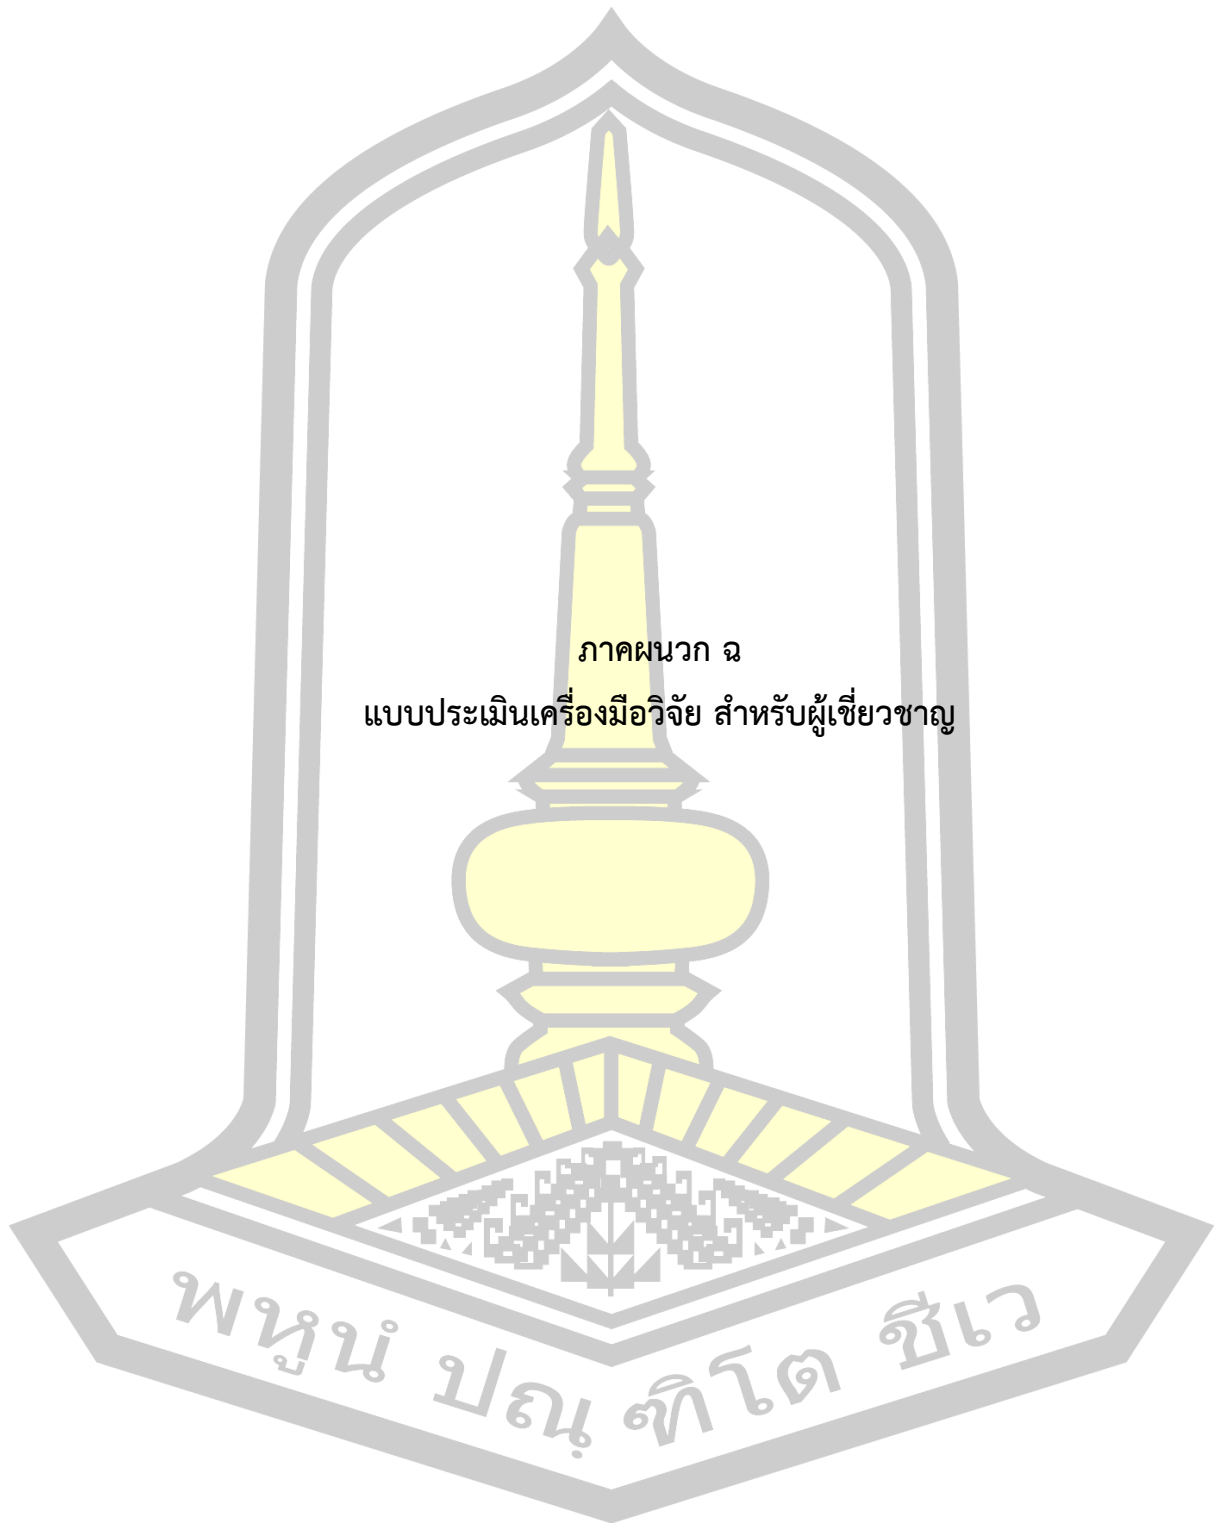 ภาคผนวก ฉ
แบบประเมินเครื่องมือวิจัย สำหรับผู้เชี่ยวชาญ
พหูนํ ปณฺฑิโต ชีเว